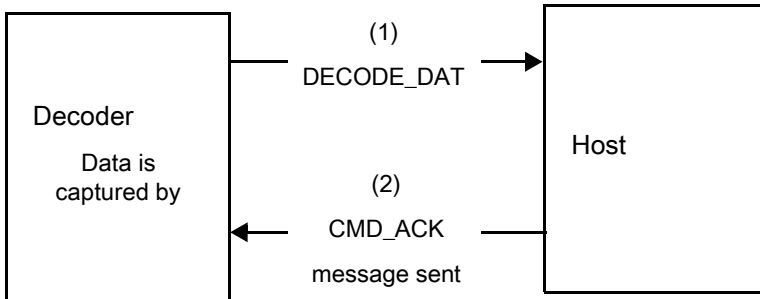 (1)
DECODE_DAT
Decoder
Data is
captured by
Host
(2)
CMD_ACK
message sent